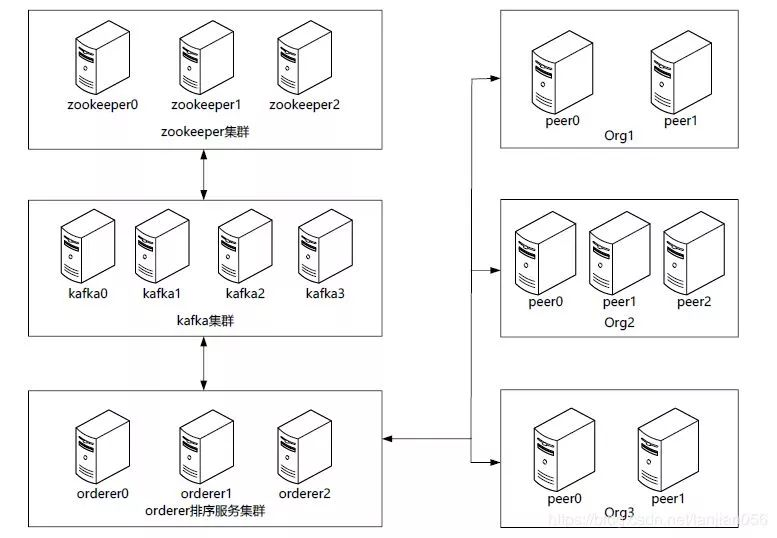 zookeeper0 zookeeper1 zookeeper2
zookeeper集群
kafka0 kafka1 kafka2 kafka3
kafka集群
orderer0 orderer1 orderer2
orderer排序服务集群
peer0 peer1
Org1
peer0 peer1 peer2
Org2
peer0 peer1
Org3